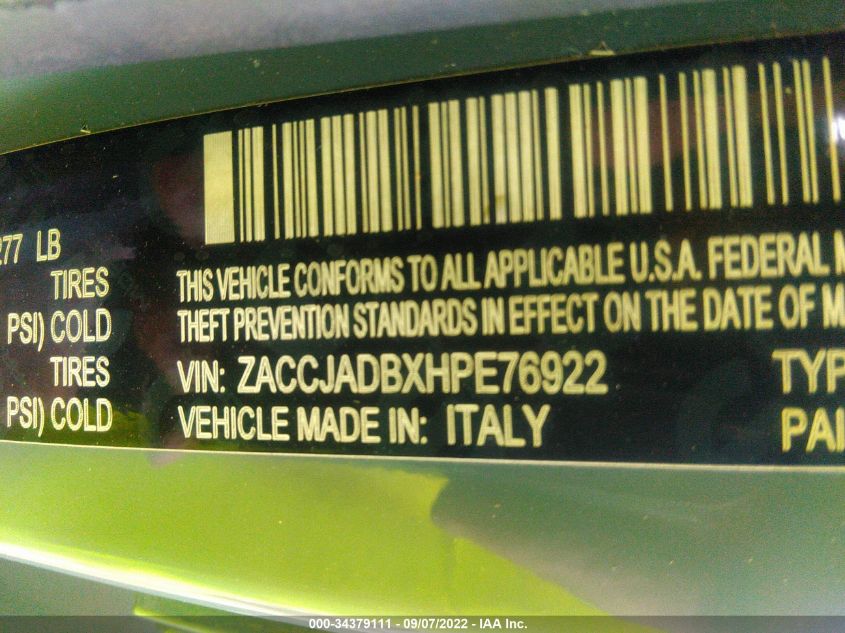 277 LB
TIRES
PSI) COLD
TIRES
PSI) COLD
THIS VEHICLE CONFORMS TO ALL APPLICABLE U.S.A. FEDERAL M
THEFT PREVENTION STANDARDS IN EFFECT ON THE DATE OF MA
VIN: ZACCJADBXHPE76922
VEHICLE MADE IN: ITALY
TYP
PAI
000-34379111 - 09/07/2022 - IAA Inc.